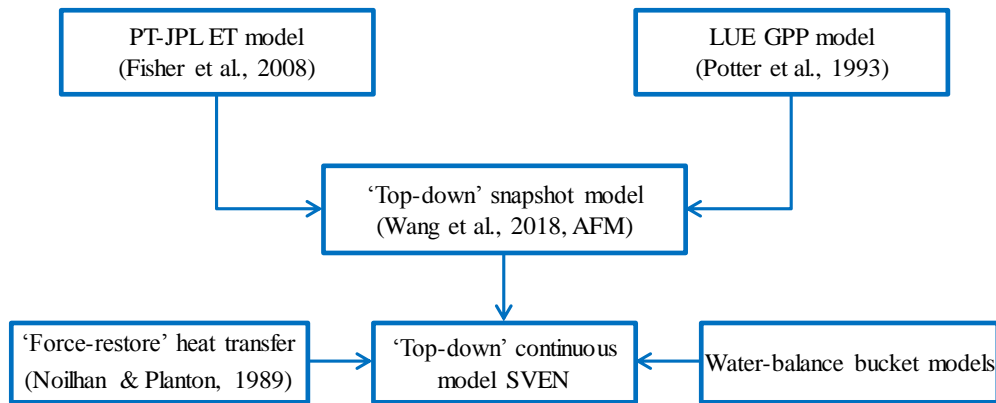 PT-JPL ET model
(Fisher et al., 2008)
LUE GPP model
(Potter et al., 1993)
‘Top-down’ snapshot model
(Wang et al., 2018, AFM)
‘Force-restore’ heat transfer
(Noilhan & Planton, 1989)
‘Top-down’ continuous
model SVEN
Water-balance bucket models